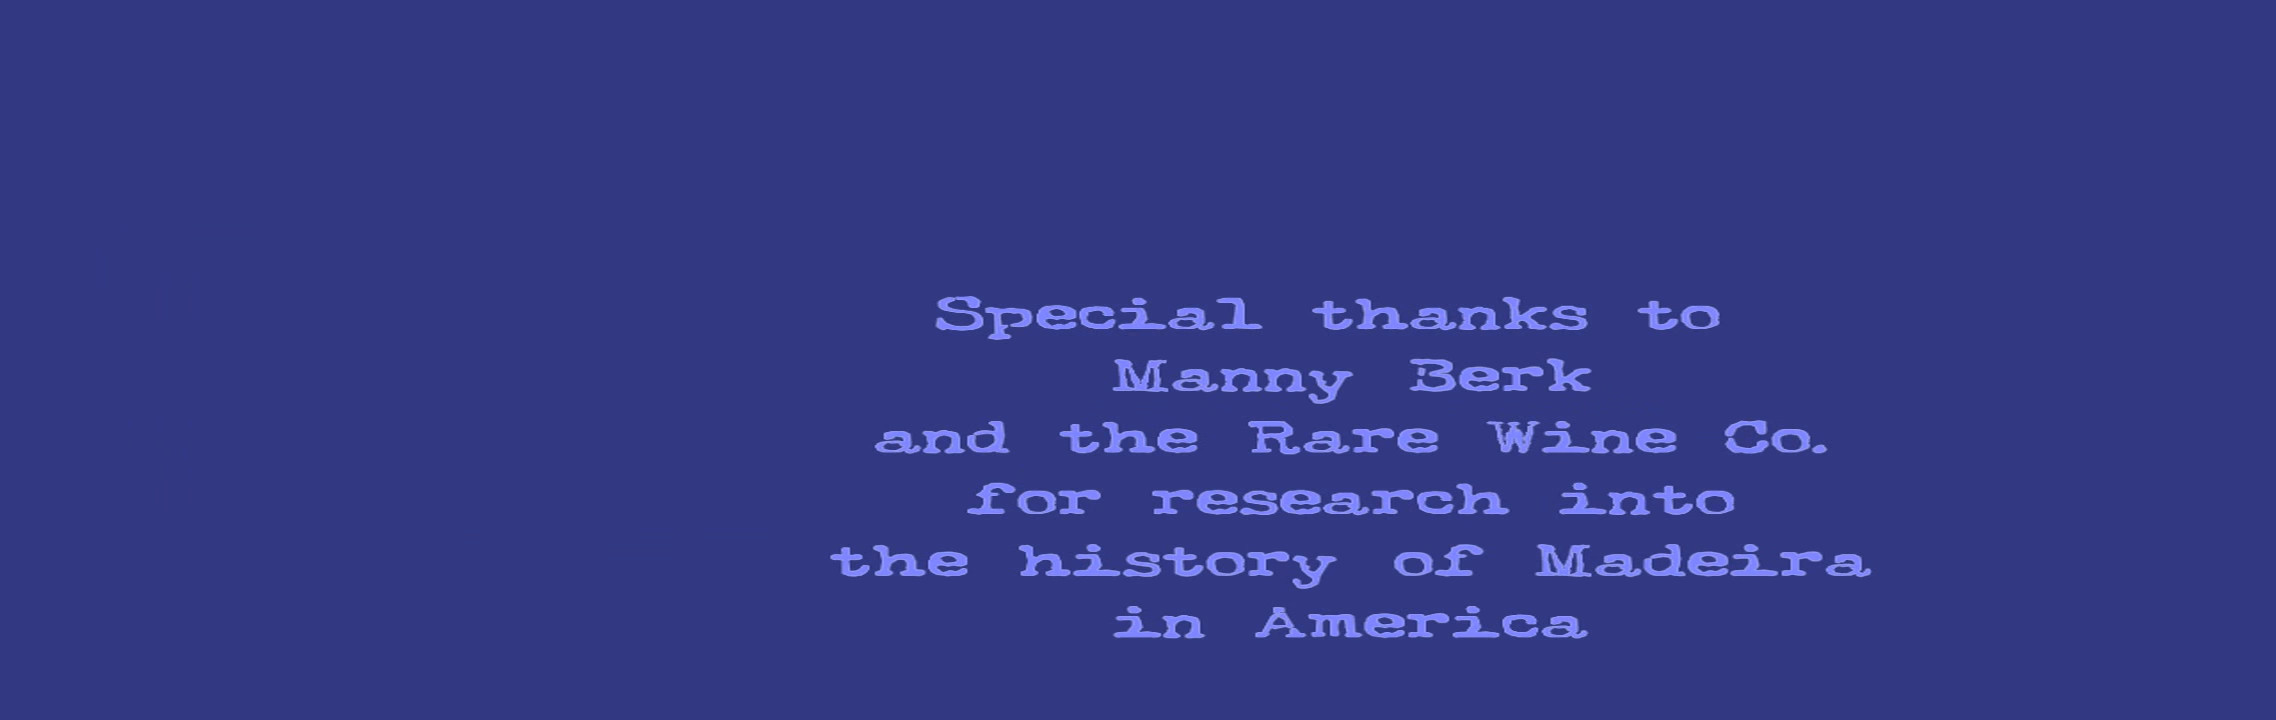 Special thanks to
Manny Berk
and the Rare Wine Co.
for research into
the history of Madeira
in America